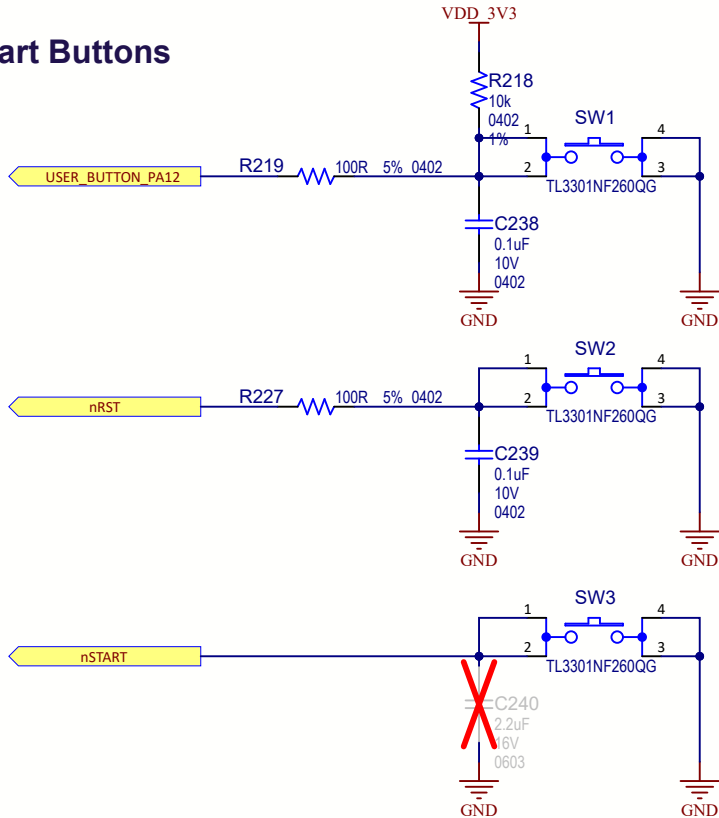 art Buttons
VDD_3V3
R218
10k
0402
1%
SW1
1
4
2
3
TL3301NF260QG
USER_BUTTON_PA12
R219
100R 5% 0402
C238
0.1uF
10V
0402
GND
GND
SW2
1
4
2
3
TL3301NF260QG
nRST
R227
100R 5% 0402
C239
0.1uF
10V
0402
GND
GND
SW3
1
4
2
3
TL3301NF260QG
nSTART
C240
2.2uF
16V
0603
GND
GND